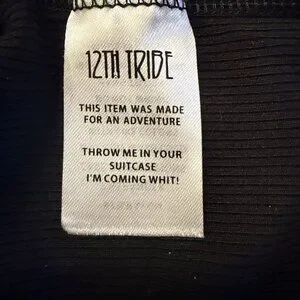 12TH TRIBE
THIS ITEM WAS MADE
FOR AN ADVENTURE
THROW ME IN YOUR
SUITCASE
I'M COMING WHIT!